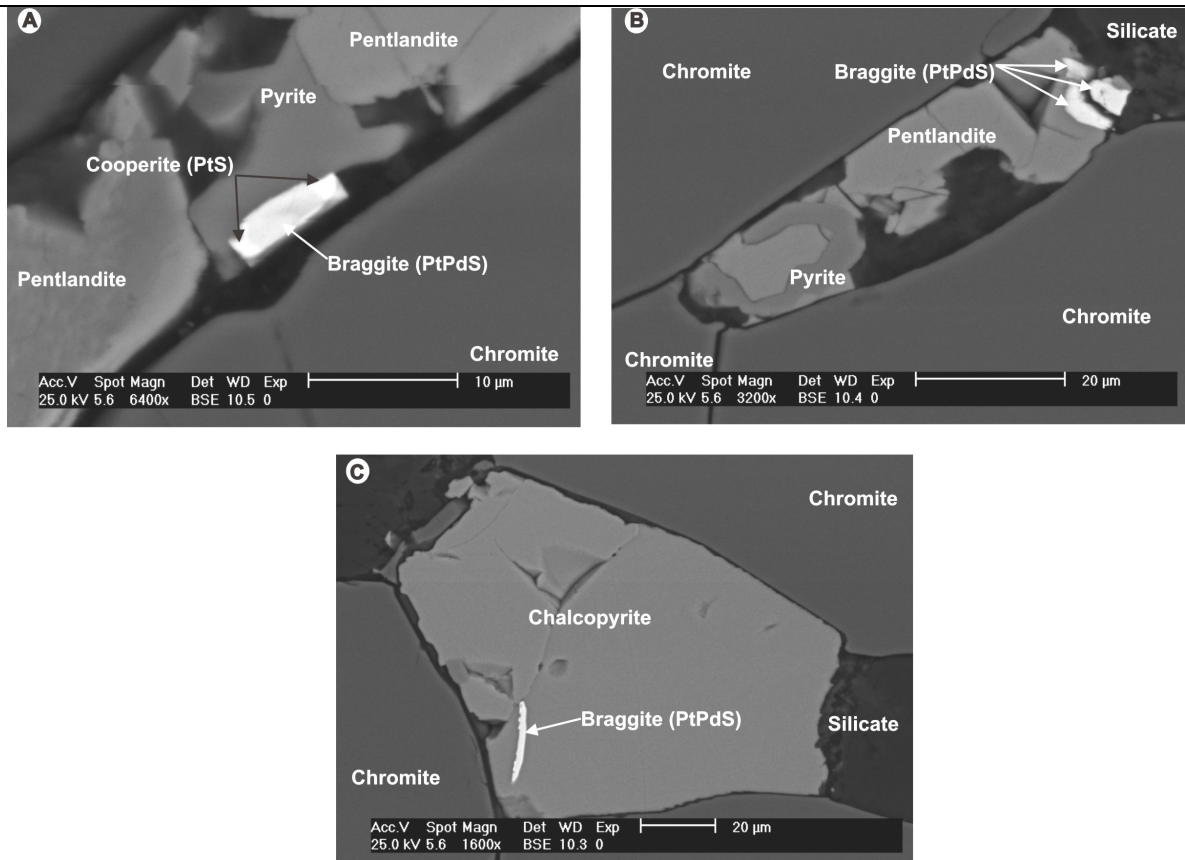 A
Pentlandite
Pyrite
Cooperite (PtS)
Braggite (PtPdS)
Pentlandite
Chromite
Acc.V Spot Magn Det WD Exp 10 µm
25.0 kV 5.6 6400x BSE 10.5 0
B
Silicate
Chromite
Braggite (PtPdS)
Pentlandite
Pyrite
Chromite
Chromite
Acc.V Spot Magn Det WD Exp 20 µm
25.0 kV 5.6 3200x BSE 10.4 0
C
Chromite
Chalcopyrite
Braggite (PtPdS)
Silicate
Chromite
Acc.V Spot Magn Det WD Exp 20 µm
25.0 kV 5.6 1600x BSE 10.3 0